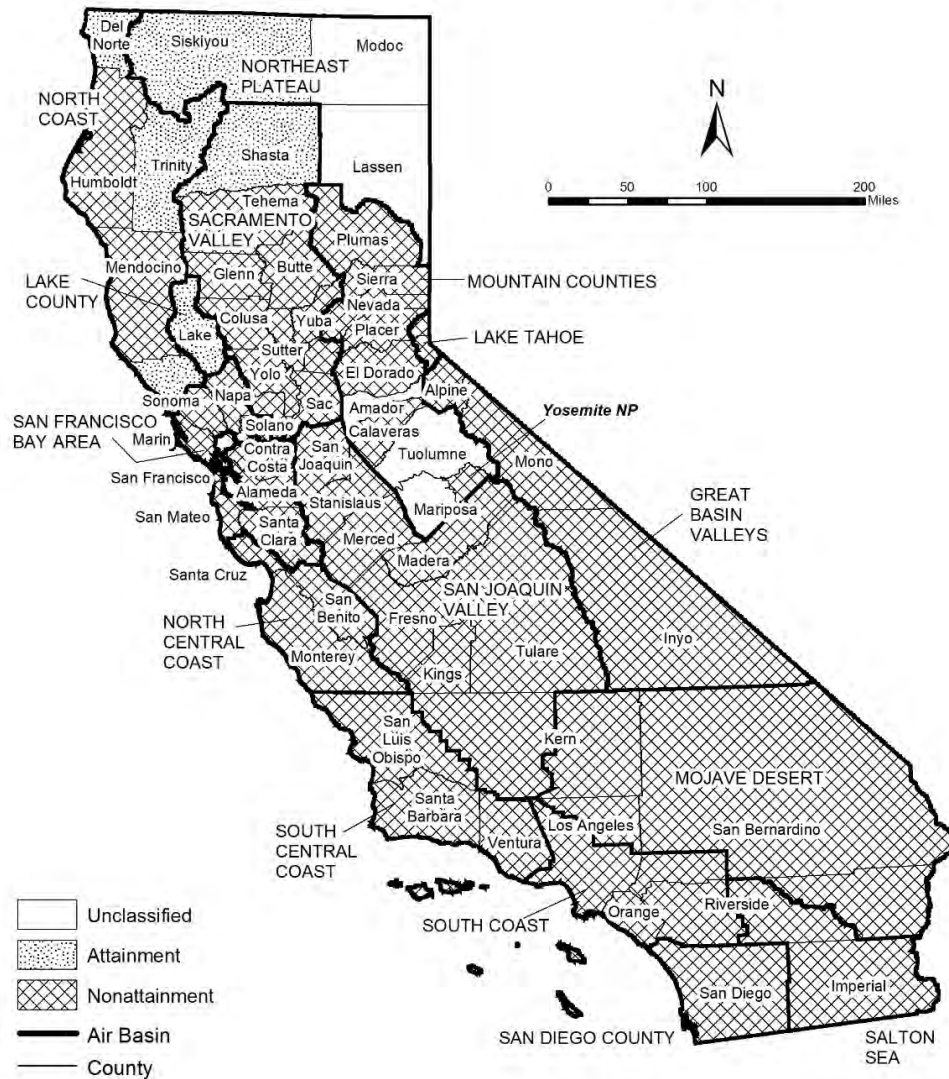 Del
Norte
Siskiyou
Modoc
NORTHEAST
PLATEAU
NORTH
COAST
N
Shasta
Trinity
Lassen
Humboldt
0 50 100 200
Miles
Tehema
SACRAMENTO
VALLEY
Plumas
Mendocino
Glenn
Butte
Sierra
MOUNTAIN COUNTIES
LAKE
COUNTY
Nevada
Colusa
Yuba
Placer
Lake
LAKE TAHOE
Sutter
Yolo
El Dorado
Napa
Alpine
Sonoma
Sac
Amador
Yosemite NP
SAN FRANCISCO
BAY AREA
Solano
Calaveras
Marin
Contra
Costa
San
Joaquin
Tuolumne
Mono
San Francisco
Alameda
Stanislaus
GREAT
BASIN
VALLEYS
San Mateo
Mariposa
Santa
Clara
Merced
Madera
Santa Cruz
SAN JOAQUIN
VALLEY
San
Benito
NORTH
CENTRAL
COAST
Fresno
Inyo
Monterey
Tulare
Kings
San
Luis
Obispo
Kern
MOJAVE DESERT
Santa
Barbara
Los Angeles
San Bernardino
SOUTH
CENTRAL
COAST
Ventura
Riverside
Orange
SOUTH COAST
Unclassified
Attainment
Nonattainment
Air Basin
County
San Diego
Imperial
SAN DIEGO COUNTY
SALTON
SEA